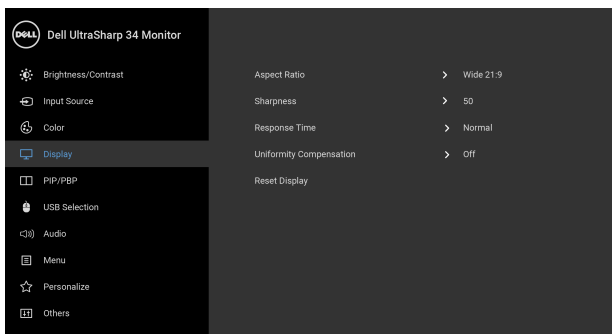 DELL Dell UltraSharp 34 Monitor
Brightness/Contrast
Input Source
Color
Display
PIP/PBP
USB Selection
Audio
Menu
Personalize
Others
Aspect Ratio > Wide 21:9
Sharpness > 50
Response Time > Normal
Uniformity Compensation > Off
Reset Display